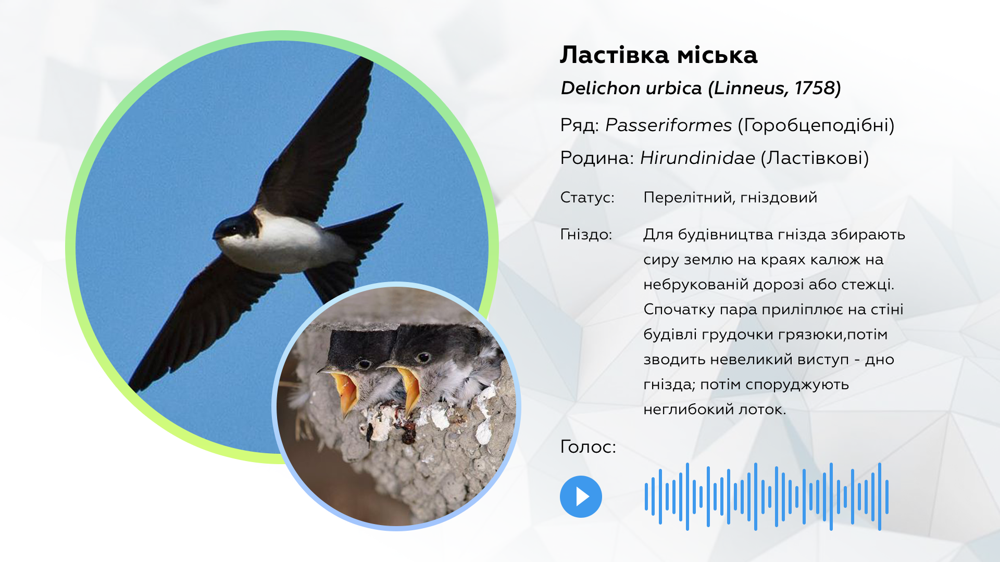 Ластівка міська
Delichon urbica (Linneus, 1758)
Ряд: Passeriformes (Горобцеподібні)
Родина: Hirundinidae (Ластівкові)
Статус: Перелітний, гніздовий
Гніздо: Для будівництва гнізда збирають
сиру землю на краях калюж на
небрукованій дорозі або стежці.
Спочатку пара приліплює на стіні
будівлі грудочки грязюки,потім
зводить невеликий виступ - дно
гнізда; потім споруджують
неглибокий лоток.
Голос: